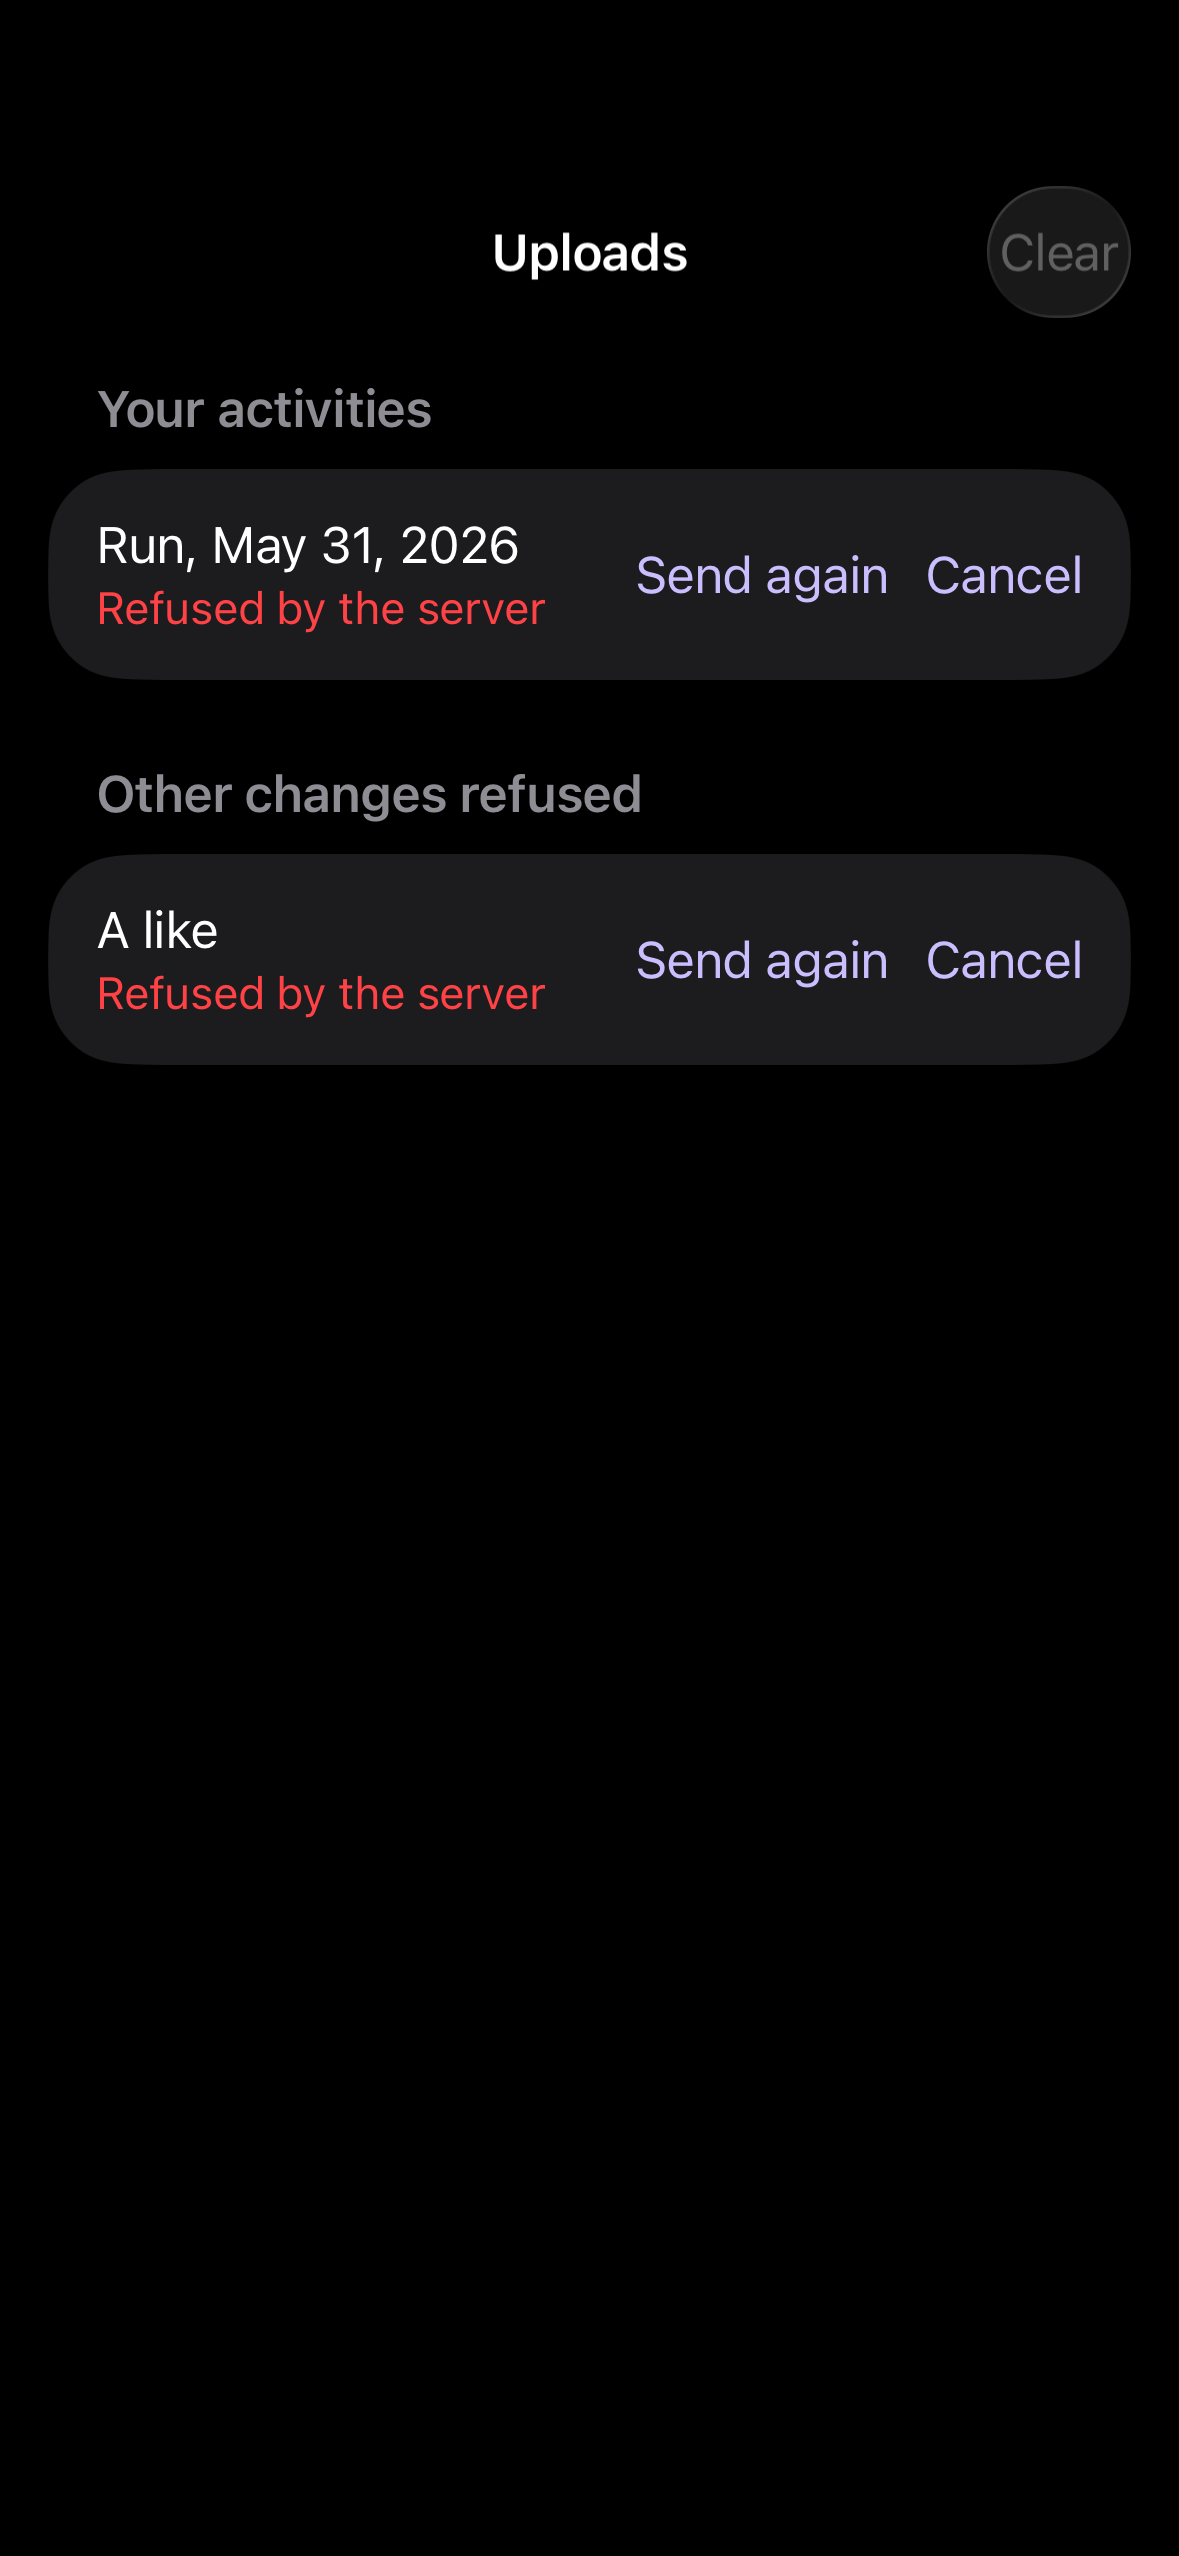 Uploads
Clear
Your activities
Run, May 31, 2026
Refused by the server
Send again
Cancel
Other changes refused
A like
Refused by the server
Send again
Cancel